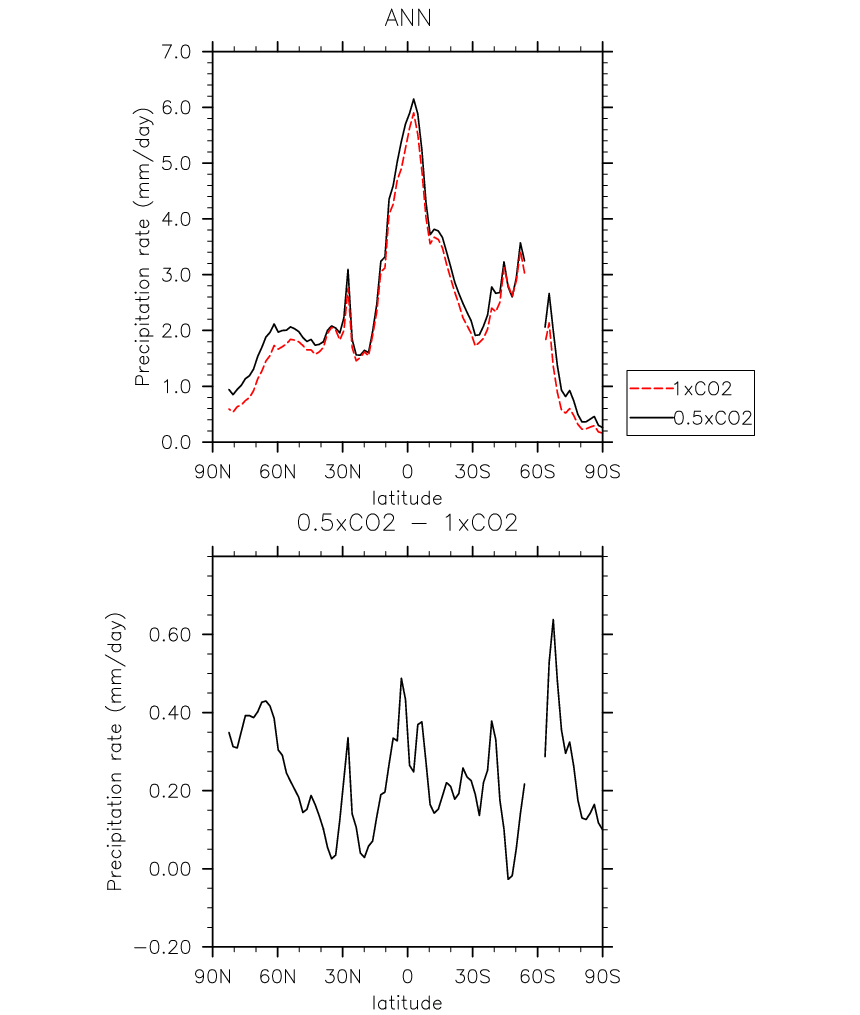 ANN
7.0
6.0
5.0
4.0
3.0
2.0
1.0
0.0
Precipitation rate (mm/day)
90N 60N 30N 0 30S 60S 90S
latitude
1xCO2
0.5xCO2
0.5xCO2 – 1xCO2
0.60
0.40
0.20
0.00
−0.20
Precipitation rate (mm/day)
90N 60N 30N 0 30S 60S 90S
latitude